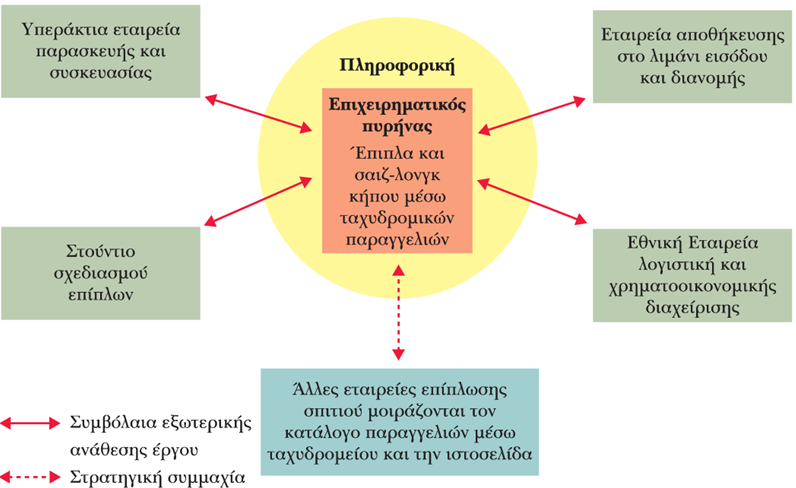 Υπεράκτια εταιρεία
παρασκευής και
συσκευασίας
Πληροφορική
Εταιρεία αποθήκευσης
στο λιμάνι εισόδου
και διανομής
Επιχειρηματικός
πυρήνας
Έπιπλα και
σαιζ-λονγκ
κήπου μέσω
ταχυδρομικών
παραγγελιών
Στούντιο
σχεδιασμού
επίπλων
Εθνική Εταιρεία
λογιστική και
χρηματοοικονομικής
διαχείρισης
Άλλες εταιρείες επίπλωσης
σπιτιού μοιράζονται τον
κατάλογο παραγγελιών μέσω
ταχυδρομείου και την ιστοσελίδα
Συμβόλαια εξωτερικής
ανάθεσης έργου
Στρατηγική συμμαχία